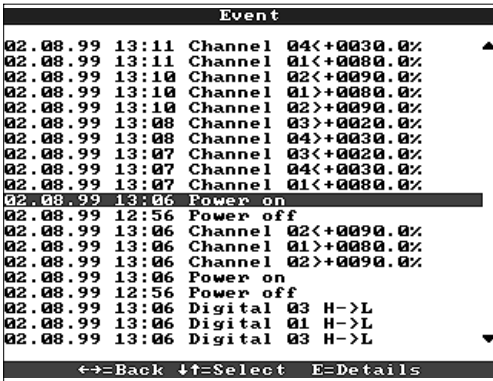 Event
02.08.99 13:11 Channel 04<+0030.0%
02.08.99 13:11 Channel 01<+0080.0%
02.08.99 13:10 Channel 02<+0090.0%
02.08.99 13:10 Channel 01>+0080.0%
02.08.99 13:10 Channel 02>+0090.0%
02.08.99 13:08 Channel 03>+0020.0%
02.08.99 13:08 Channel 04>+0030.0%
02.08.99 13:07 Channel 03<+0020.0%
02.08.99 13:07 Channel 04<+0030.0%
02.08.99 13:07 Channel 01<+0080.0%
02.08.99 13:06 Power on
02.08.99 12:56 Power off
02.08.99 13:06 Channel 02<+0090.0%
02.08.99 13:06 Channel 01>+0080.0%
02.08.99 13:06 Channel 02>+0090.0%
02.08.99 13:06 Power on
02.08.99 12:56 Power off
02.08.99 13:06 Digital 03 H->L
02.08.99 13:06 Digital 01 H->L
02.08.99 13:06 Digital 03 H->L
←→=Back ↓↑=Select E=Details